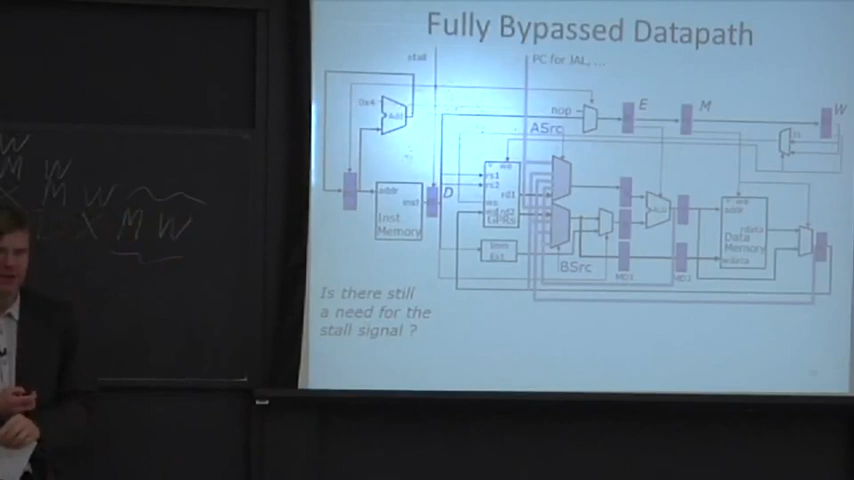 Fully Bypassed Datapath
stall
PC for JAL, ...
0x4
Add
nop
E
M
W
ASrc
addr
inst
Inst
Memory
D
we
rs1
rs2
rd1
ws
wd rd2
GPRs
Imm
Ext
BSrc
ALU
MD1
MD2
we
addr
rdata
Data
Memory
wdata
Is there still
a need for the
stall signal ?
W
M W
X M W
X M W